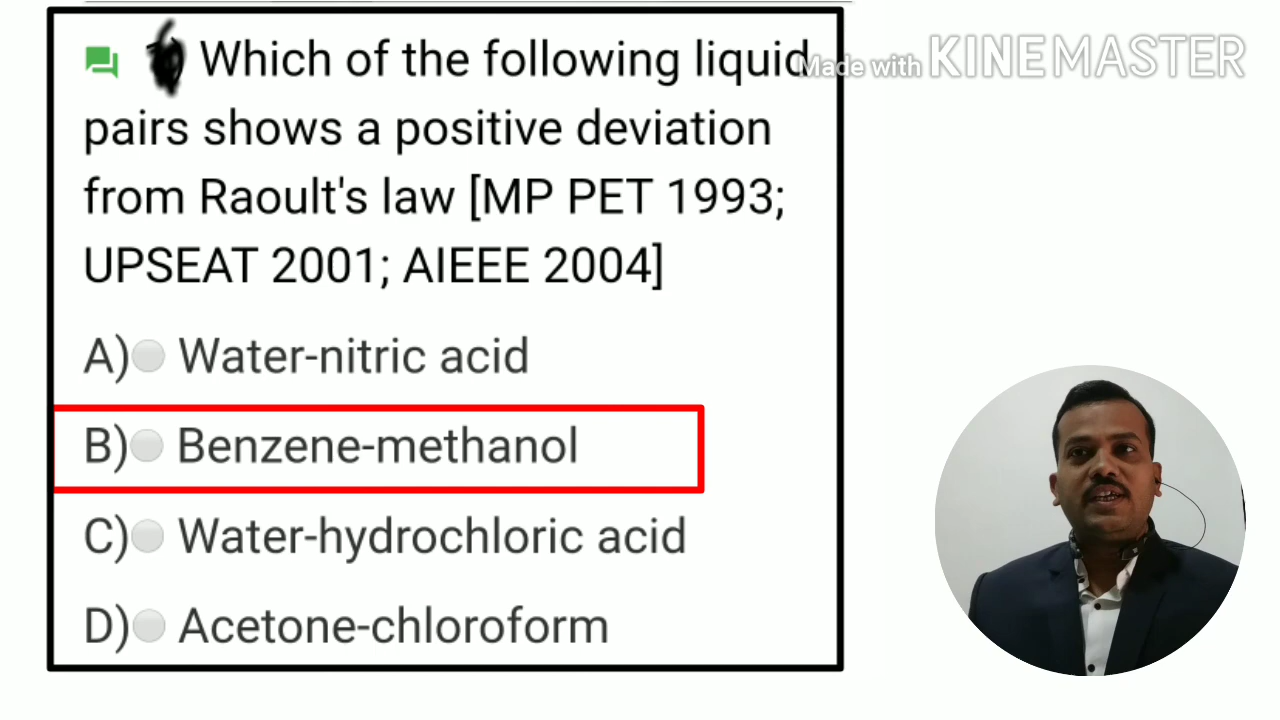 Which of the following liquid
Made with KINEMASTER
pairs shows a positive deviation
from Raoult's law [MP PET 1993;
UPSEAT 2001; AIEEE 2004]
A) Water-nitric acid
B) Benzene-methanol
C) Water-hydrochloric acid
D) Acetone-chloroform